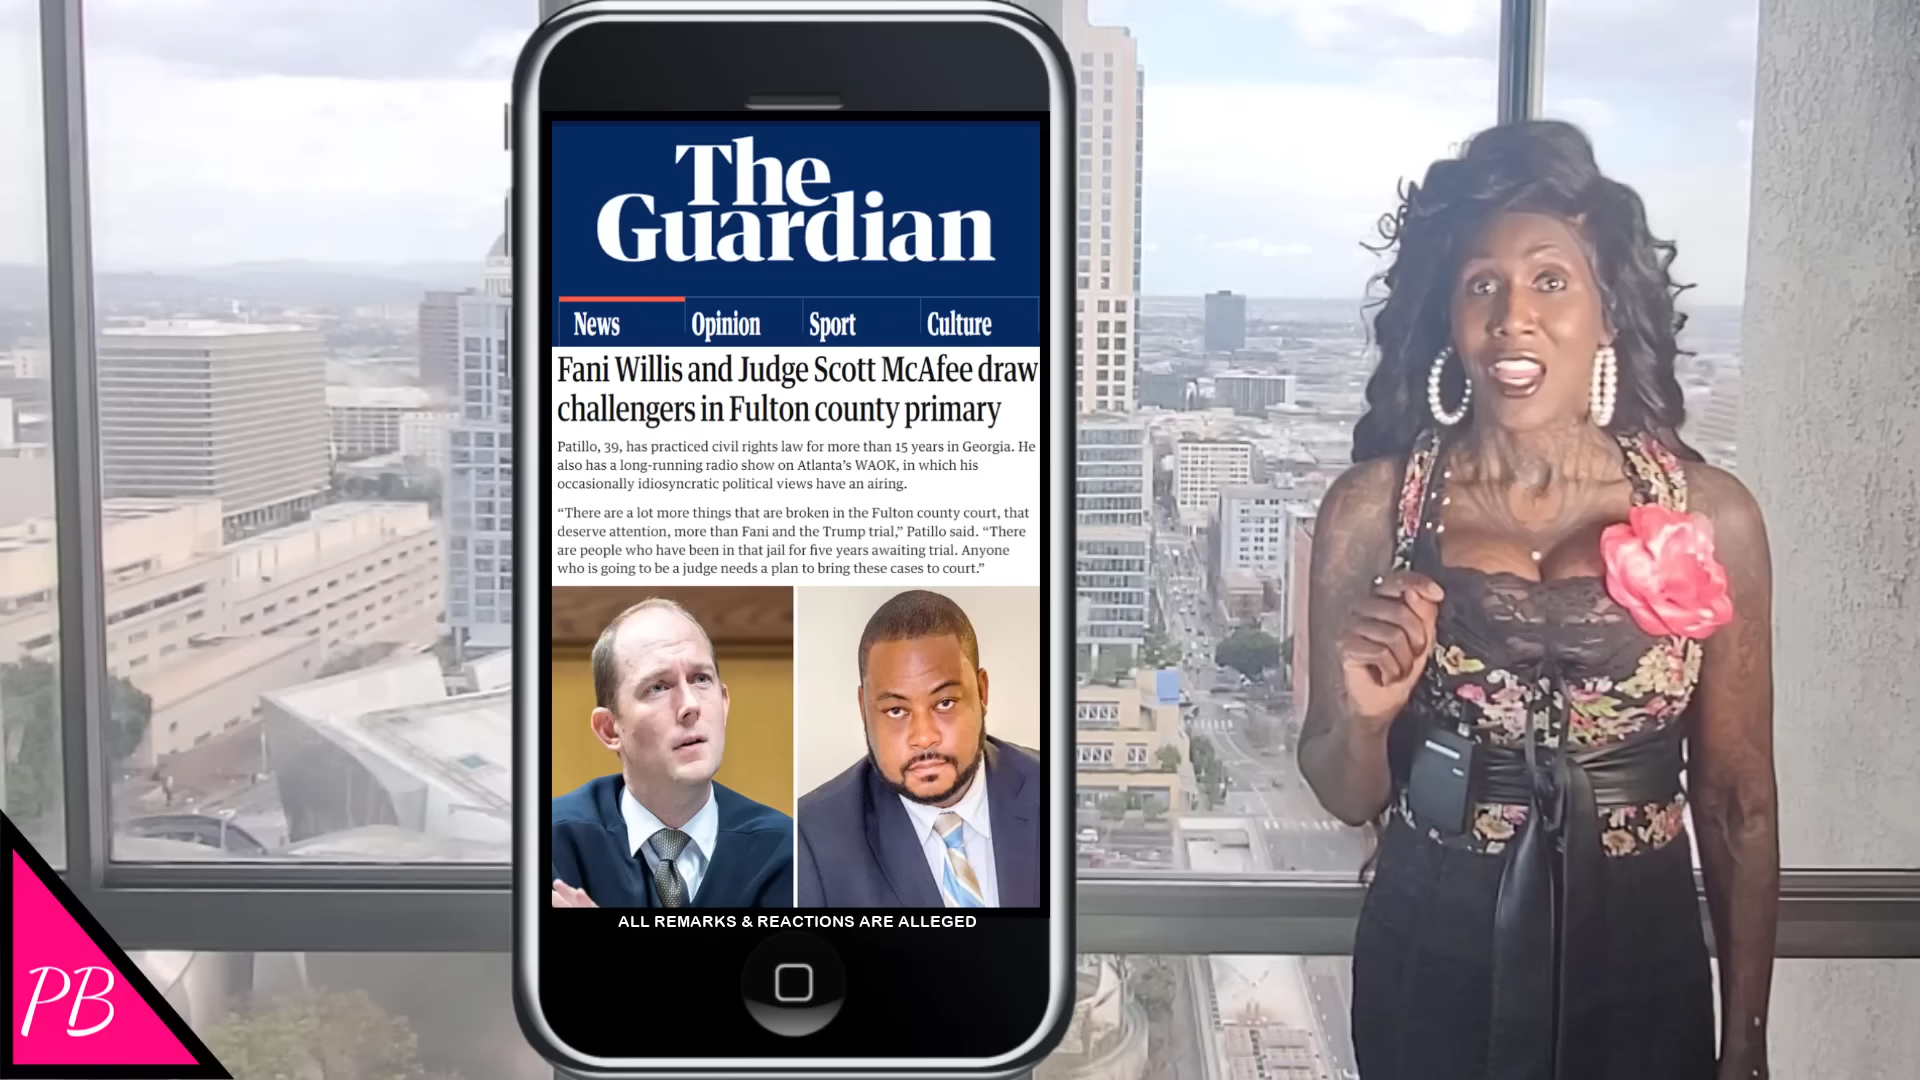 The
Guardian
News Opinion Sport Culture
Fani Willis and Judge Scott McAfee draw
challengers in Fulton county primary
Patillo, 39, has practiced civil rights law for more than 15 years in Georgia. He
also has a long-running radio show on Atlanta’s WAOK, in which his
occasionally idiosyncratic political views have an airing.
“There are a lot more things that are broken in the Fulton county court, that
deserve attention, more than Fani and the Trump trial,” Patillo said. “There
are people who have been in that jail for five years awaiting trial. Anyone
who is going to be a judge needs a plan to bring these cases to court.”
ALL REMARKS & REACTIONS ARE ALLEGED
PB